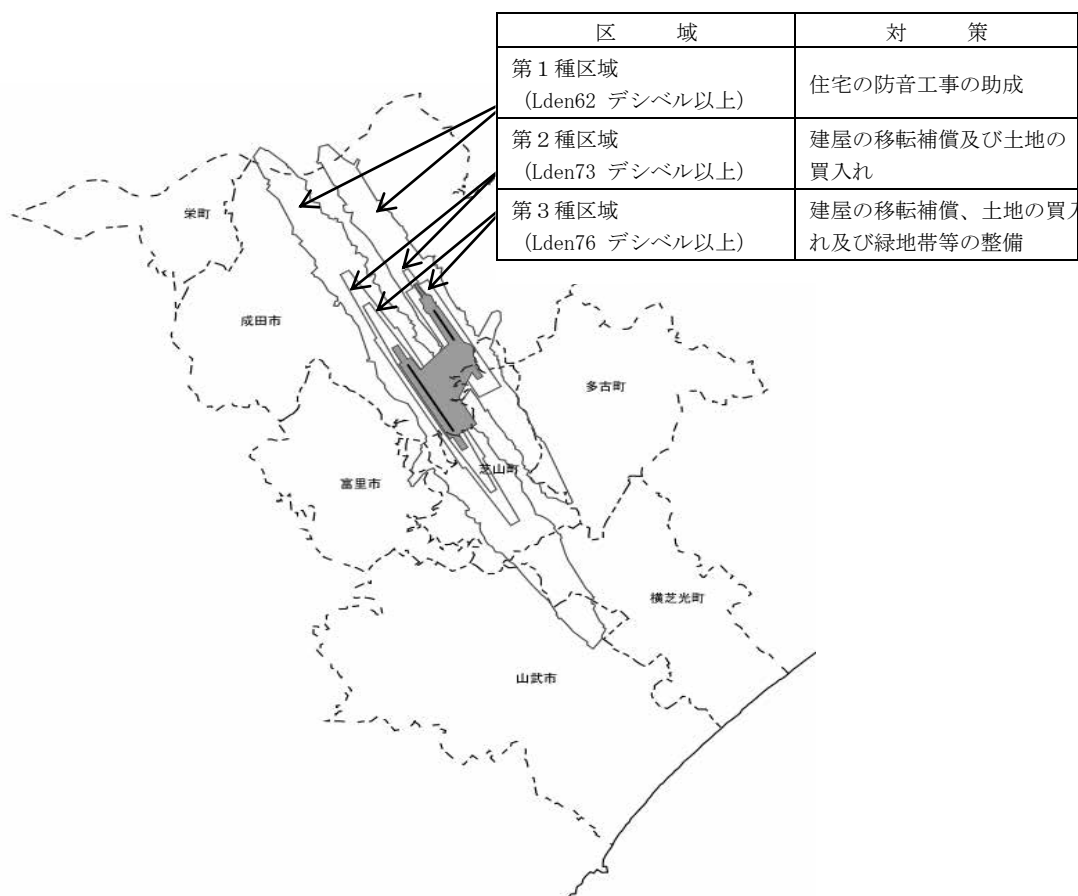 区 域
対 策
第1種区域
(Lden62 デシベル以上)
住宅の防音工事の助成
第2種区域
(Lden73 デシベル以上)
建屋の移転補償及び土地の
買入れ
第3種区域
(Lden76 デシベル以上)
建屋の移転補償、土地の買入
れ及び緑地帯等の整備
栄町
成田市
多古町
富里市
芝山町
横芝光町
山武市